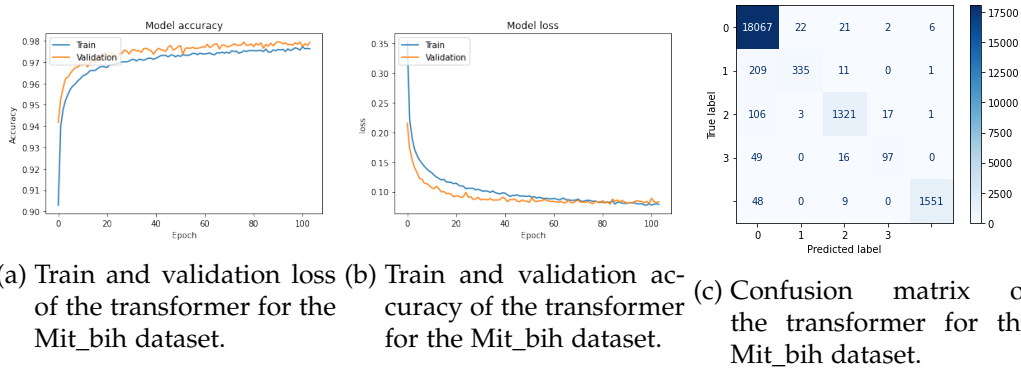 Model accuracy
Train
Validation
0.98
0.97
0.96
0.95
0.94
0.93
0.92
0.91
0.90
Accuracy
0
20
40
60
80
100
Epoch
Model loss
Train
Validation
0.35
0.30
0.25
0.20
0.15
0.10
loss
0
20
40
60
80
100
Epoch
True label
0
18067 22 21 2 6
1
209 335 11 0 1
2
106 3 1321 17 1
3
49 0 16 97 0
48 0 9 0 1551
0 1 2 3
Predicted label
17500
15000
12500
10000
7500
5000
2500
0
a) Train and validation loss
of the transformer for the
Mit_bih dataset.
(b) Train and validation ac-
curacy of the transformer
for the Mit_bih dataset.
(c) Confusion matrix o
the transformer for th
Mit_bih dataset.